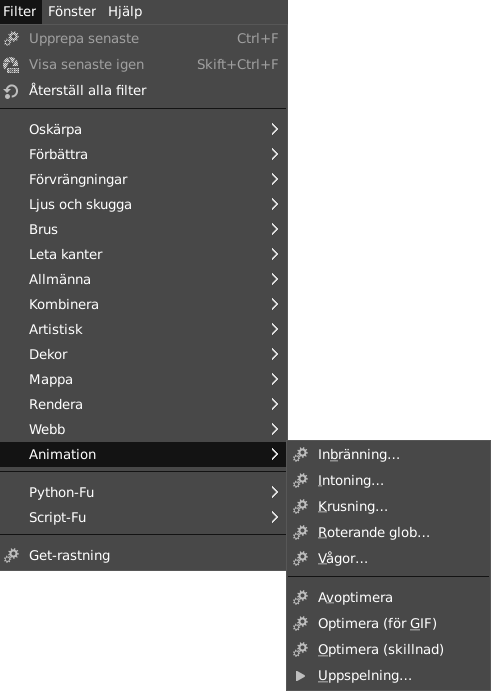 Filter Fönster Hjälp
Upprepa senaste Ctrl+F
Visa senaste igen Skift+Ctrl+F
Återställ alla filter
Oskärpa
Förbättra
Förvrängningar
Ljus och skugga
Brus
Leta kanter
Allmänna
Kombinera
Artistisk
Dekor
Mappa
Rendera
Webb
Animation
Python-Fu
Script-Fu
Get-rastning
Inbränning...
Intoning...
Krusning...
Roterande glob...
Vågor...
Avoptimera
Optimera (för GIF)
Optimera (skillnad)
Uppspelning...